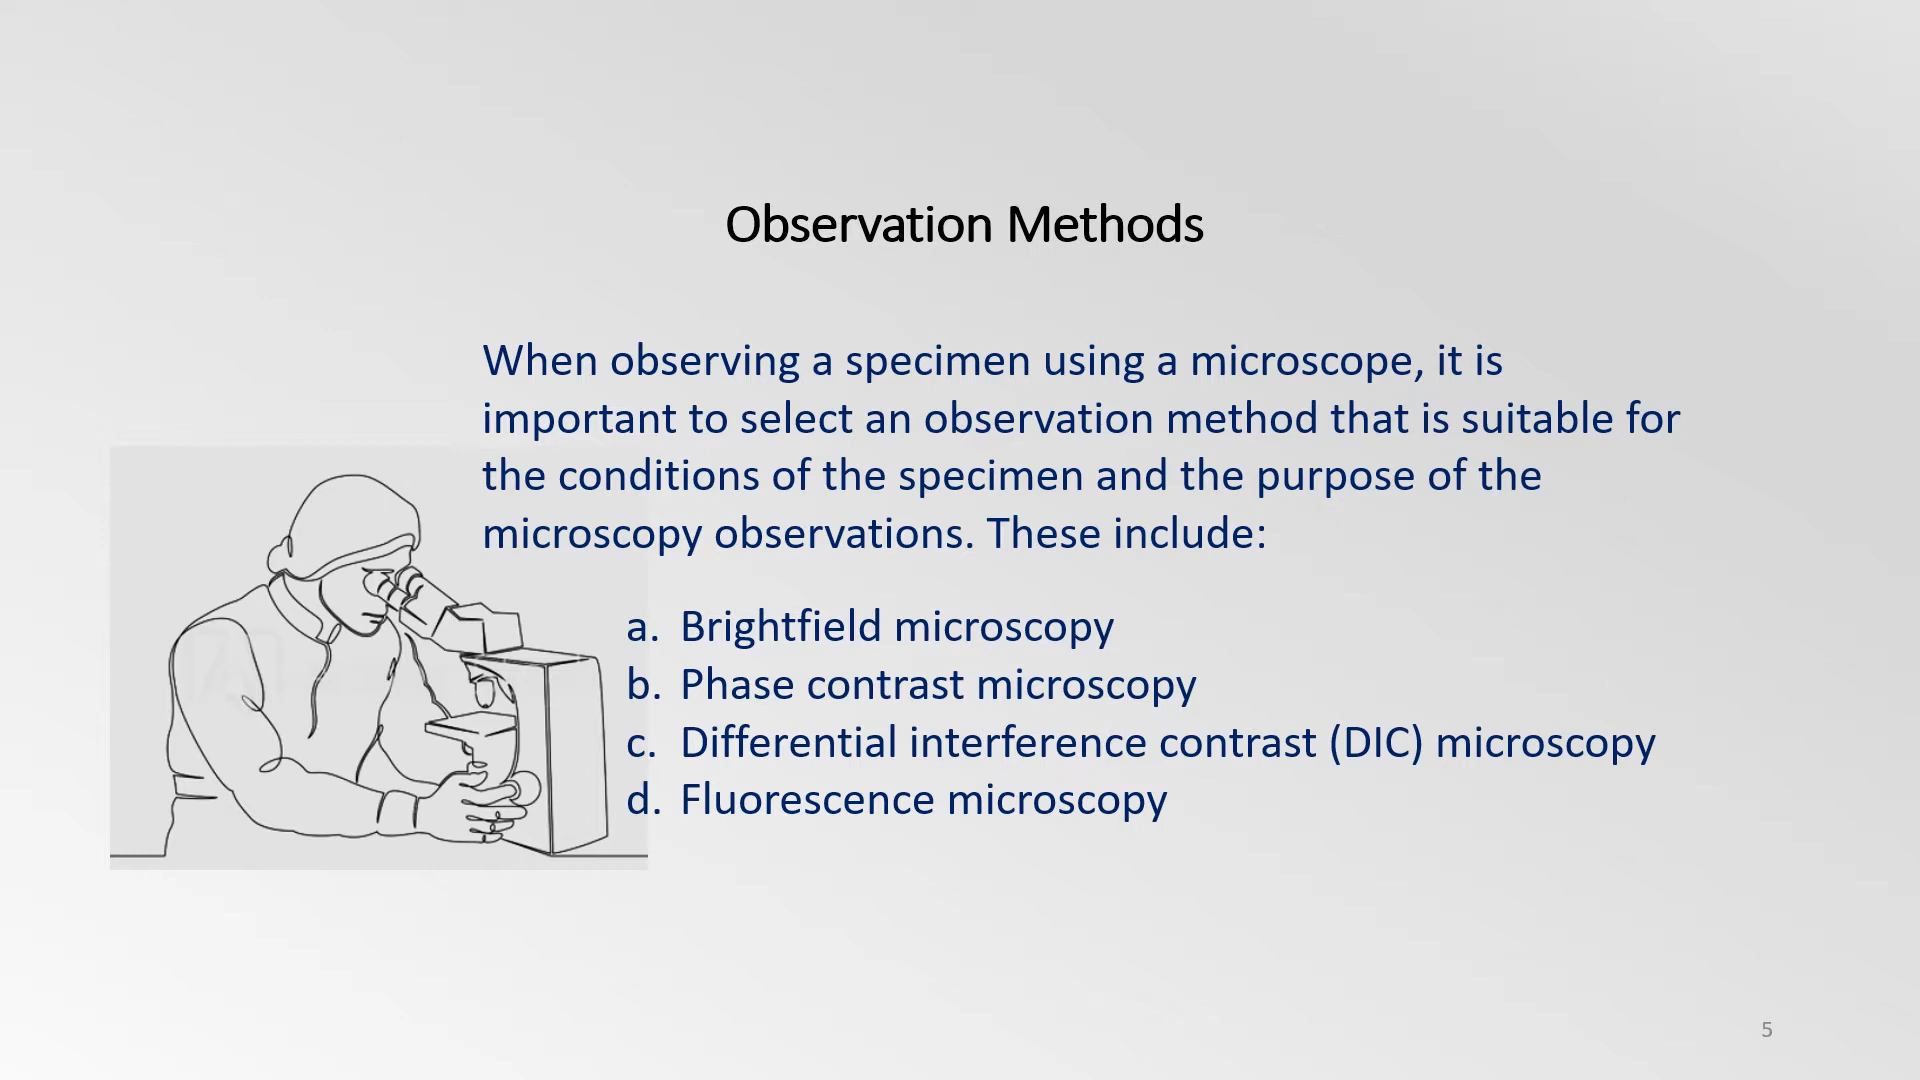 Observation Methods
When observing a specimen using a microscope, it is
important to select an observation method that is suitable for
the conditions of the specimen and the purpose of the
microscopy observations. These include:
a. Brightfield microscopy
b. Phase contrast microscopy
c. Differential interference contrast (DIC) microscopy
d. Fluorescence microscopy
5